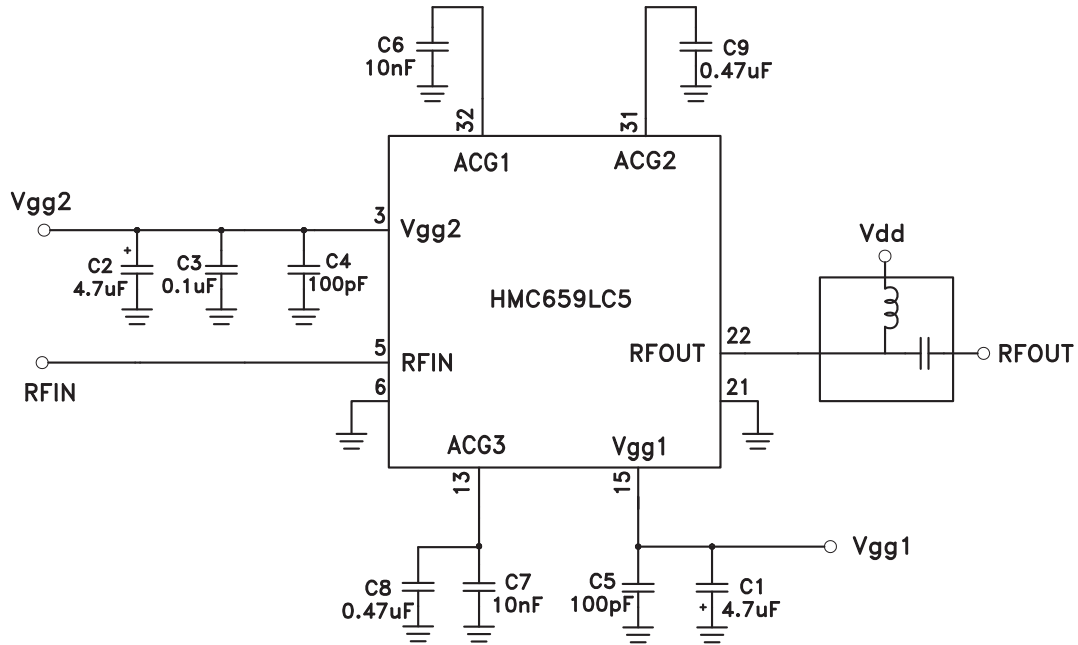 C6
10nF
C9
0.47uF
32
31
ACG1
ACG2
Vgg2
3
Vgg2
+
C2
4.7uF
C3
0.1uF
C4
100pF
HMC659LC5
Vdd
5
RFIN
RFIN
6
RFOUT
22
RFOUT
21
ACG3
Vgg1
13
15
Vgg1
C8
0.47uF
C7
10NF
C5
100pF
C1
+
4.7uF